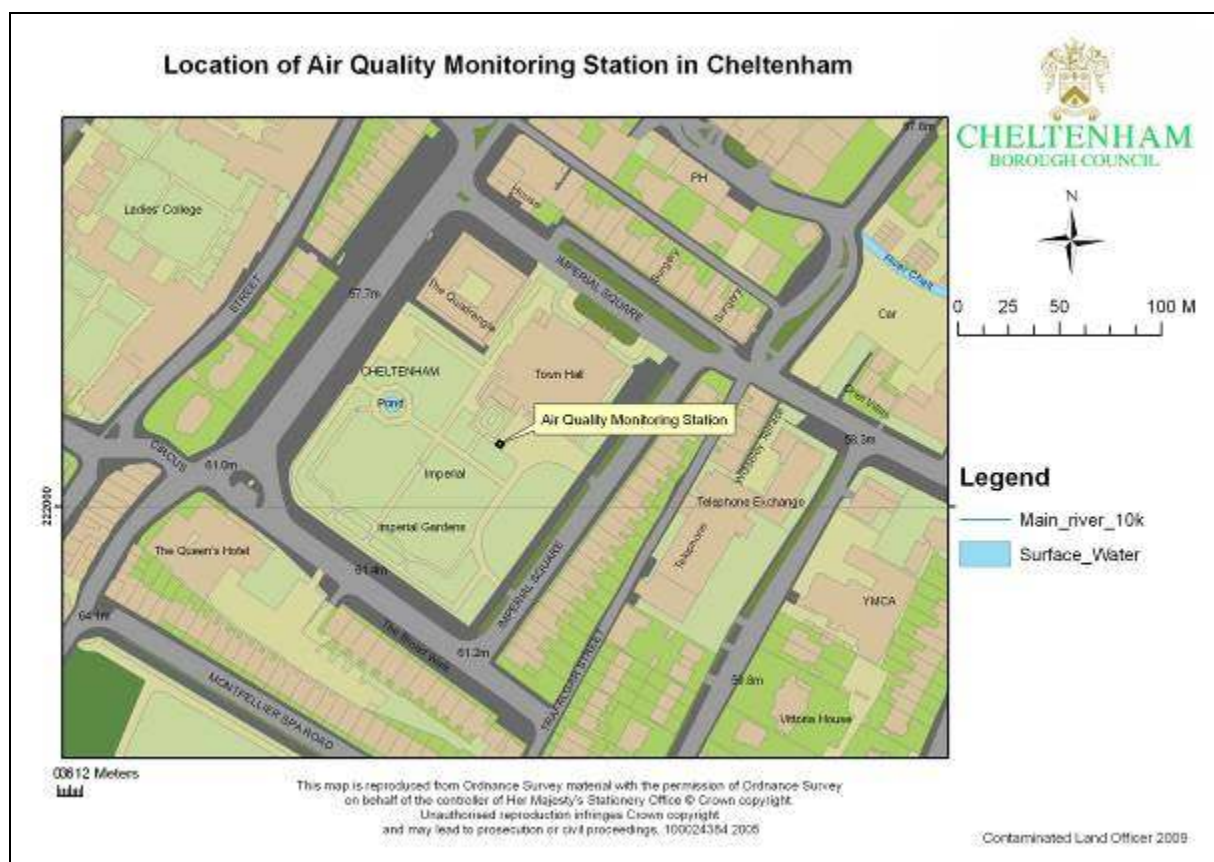 Location of Air Quality Monitoring Station in Cheltenham
CHELTENHAM
BOROUGH COUNCIL
N
0 25 50 100 M
Legend
Main_river_10k
Surface_Water
Ladies' College
STREET
57.7m
House
PH
IMPERIAL SQUARE
Surgery
Surgery
River Chelt
Car
The Quadrangle
CHELTENHAM
Pond
Town Hall
Air Quality Monitoring Station
58.3m
CIRCUS
61.0m
Imperial
Imperial Gardens
Telephone Exchange
Telephone
222000
The Queen's Hotel
61.4m
IMPERIAL SQUARE
YMCA
64.1m
The Broad Walk
61.2m
TRAFALGAR STREET
MONTPELLIER SPA ROAD
Vittoria House
Meters
This map is reproduced from Ordnance Survey material with the permission of Ordnance Survey
on behalf of the controller of Her Majesty's Stationery Office © Crown copyright.
Unauthorised reproduction infringes Crown copyright
and may lead to prosecution or civil proceedings. 100024384 2005
Contaminated Land Officer 2009